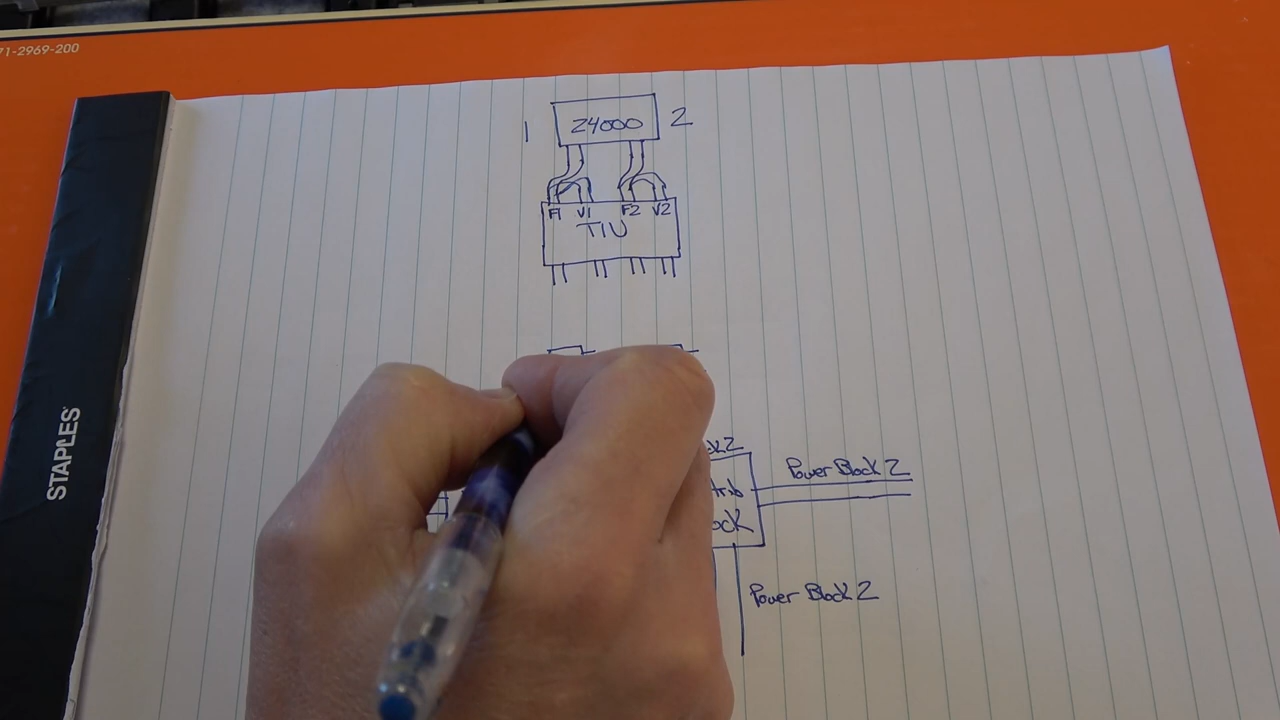 71-2969-200
1 Z4000 2
F1 V1 F2 V2
TIU
Power Block 2
Power Block 2
STAPLES